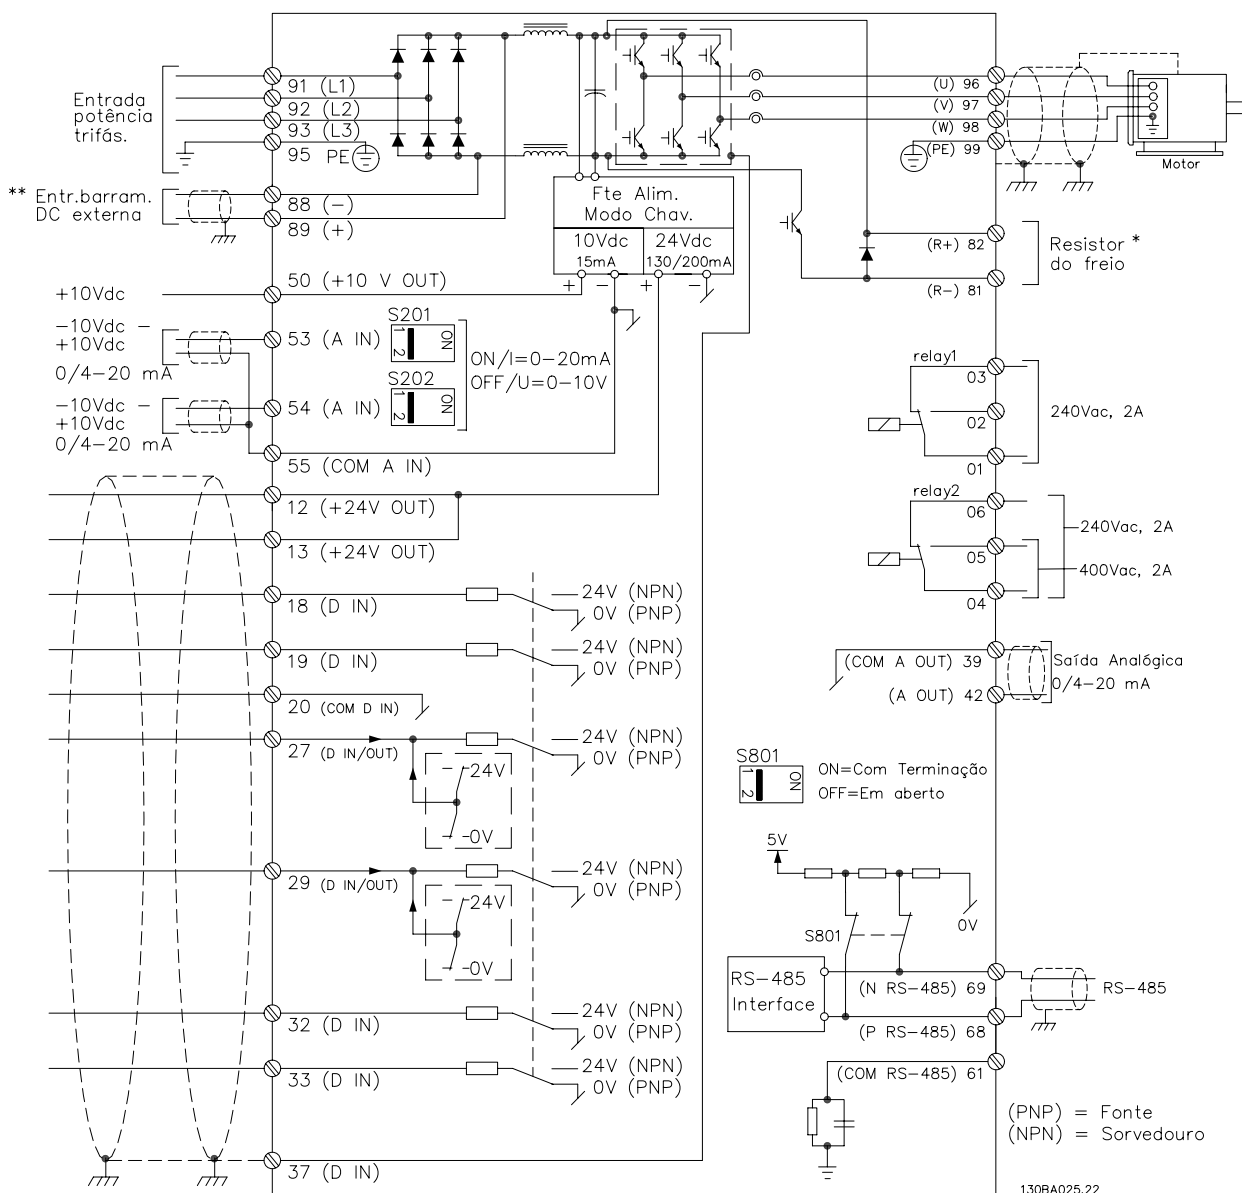 Entrada
potência
trifás.
91 (L1)
92 (L2)
93 (L3)
95 PE
** Entr.barram.
DC externa
88 (−)
89 (+)
Fte Alim.
Modo Chav.
10Vdc
15mA
24Vdc
130/200mA
+ − + −
(U) 96
(V) 97
(W) 98
(PE) 99
Motor
(R+) 82
Resistor *
do freio
(R−) 81
+10Vdc
50 (+10 V OUT)
−10Vdc −
+10Vdc
0/4−20 mA
53 (A IN)
S201
1 2
ON
ON/I=0−20mA
OFF/U=0−10V
S202
1 2
ON
−10Vdc −
+10Vdc
0/4−20 mA
54 (A IN)
55 (COM A IN)
12 (+24V OUT)
13 (+24V OUT)
18 (D IN)
24V (NPN)
0V (PNP)
19 (D IN)
24V (NPN)
0V (PNP)
20 (COM D IN)
27 (D IN/OUT)
24V (NPN)
0V (PNP)
24V
0V
29 (D IN/OUT)
24V (NPN)
0V (PNP)
24V
0V
32 (D IN)
24V (NPN)
0V (PNP)
33 (D IN)
24V (NPN)
0V (PNP)
37 (D IN)
relay1
03
02
01
240Vac, 2A
relay2
06
05
04
240Vac, 2A
400Vac, 2A
(COM A OUT) 39
(A OUT) 42
Saída Analógica
0/4−20 mA
S801
1 2
ON
ON=Com Terminação
OFF=Em aberto
5V
S801
0V
RS−485
Interface
(N RS−485) 69
(P RS−485) 68
RS−485
(COM RS−485) 61
(PNP) = Fonte
(NPN) = Sorvedouro
130BA025.22